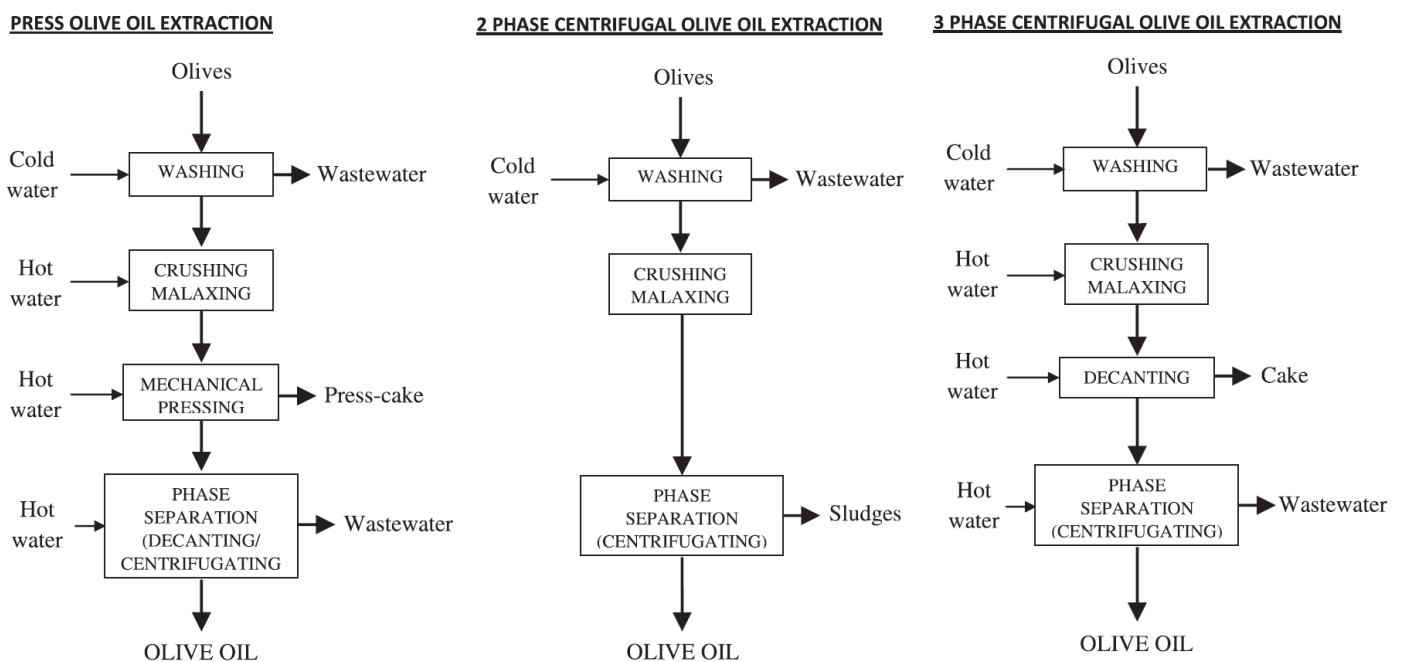 PRESS OLIVE OIL EXTRACTION
Olives
Cold
water
WASHING
Wastewater
Hot
water
CRUSHING
MALAXING
Hot
water
MECHANICAL
PRESSING
Press-cake
Hot
water
PHASE
SEPARATION
(DECANTING/
CENTRIFUGATING
Wastewater
OLIVE OIL
2 PHASE CENTRIFUGAL OLIVE OIL EXTRACTION
Olives
Cold
water
WASHING
Wastewater
CRUSHING
MALAXING
PHASE
SEPARATION
(CENTRIFUGATING)
Sludges
OLIVE OIL
3 PHASE CENTRIFUGAL OLIVE OIL EXTRACTION
Olives
Cold
water
WASHING
Wastewater
Hot
water
CRUSHING
MALAXING
Hot
water
DECANTING
Cake
Hot
water
PHASE
SEPARATION
(CENTRIFUGATING)
Wastewater
OLIVE OIL